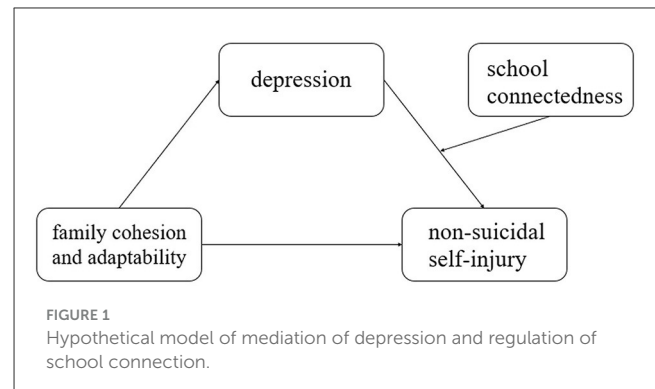 depression
school
connectedness
family cohesion
and adaptability
non-suicidal
self-injury
FIGURE 1
Hypothetical model of mediation of depression and regulation of
school connection.